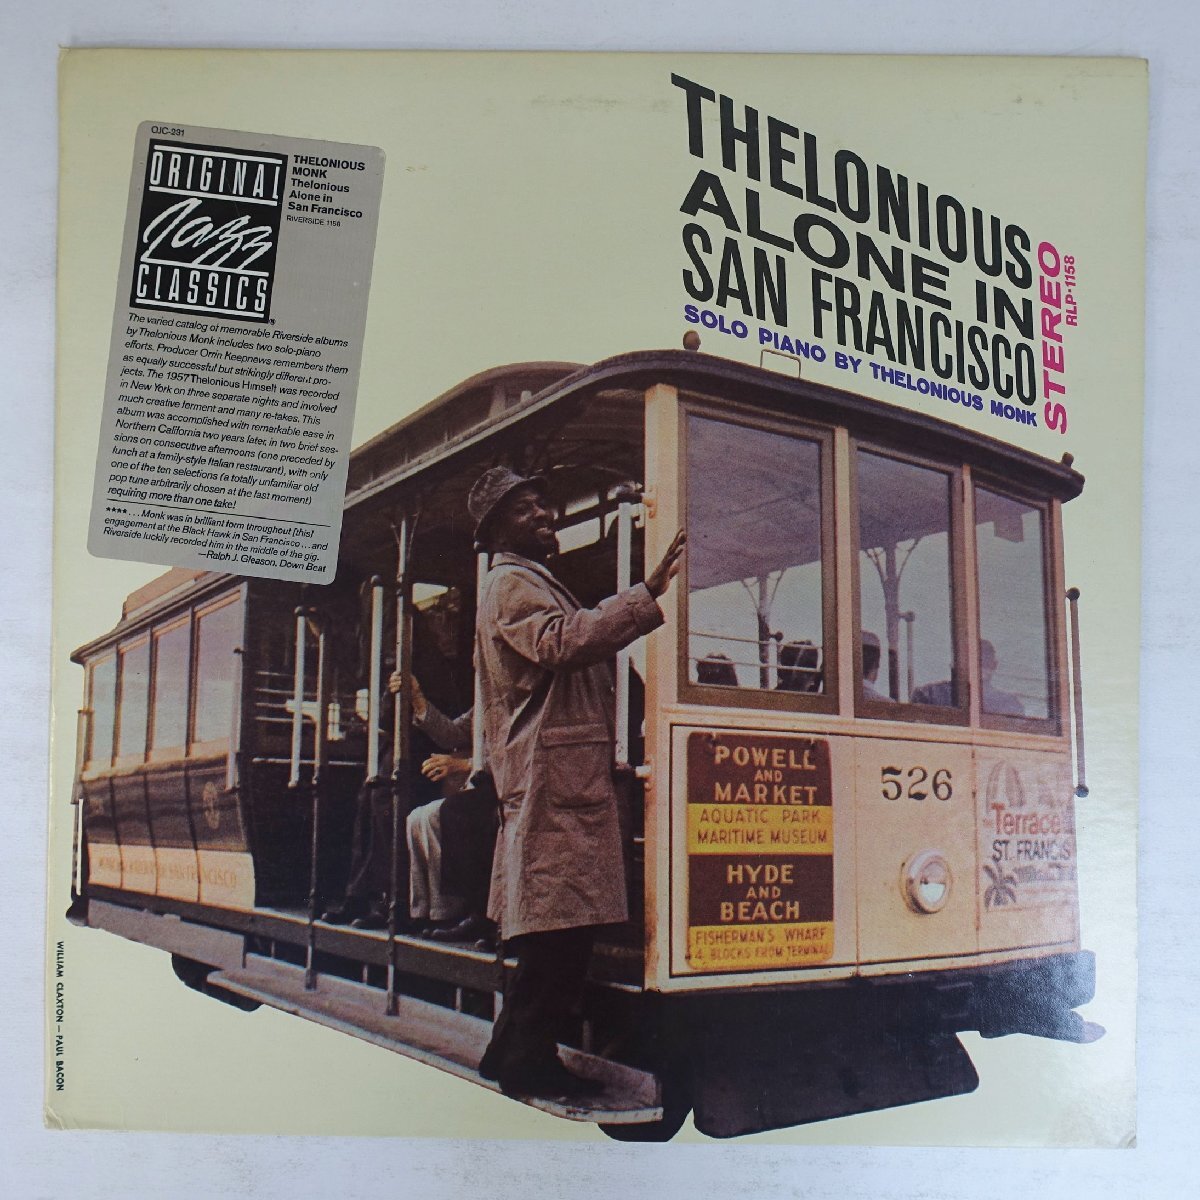 THELONIOUS
ALONE IN
SAN FRANCISCO
SOLO PIANO BY THELONIOUS MONK
STEREO
RLP-1158
OJC-231
ORIGINAL
Jazz
CLASSICS
®
THELONIOUS
MONK
Thelonious
Alone in
San Francisco
RIVERSIDE 1158
The varied catalog of memorable Riverside albums
by Thelonious Monk includes two solo-piano
efforts. Producer Orrin Keepnews remembers them
as equally successful but strikingly different pro-
jects. The 1957 Thelonious Himself was recorded
in New York on three separate nights and involved
much creative ferment and many re-takes. This
album was accomplished with remarkable ease in
Northern California two years later, in two brief ses-
sions on consecutive afternoons (one preceded by
lunch at a family-style Italian restaurant), with only
one of the ten selections (a totally unfamiliar old
pop tune arbitrarily chosen at the last moment)
requiring more than one take!
★★★★ . . . Monk was in brilliant form throughout [this]
engagement at the Black Hawk in San Francisco . . . and
Riverside luckily recorded him in the middle of the gig.
—Ralph J. Gleason, Down Beat
POWELL
AND
MARKET
AQUATIC PARK
MARITIME MUSEUM
HYDE
AND
BEACH
FISHERMAN'S WHARF
4 BLOCKS FROM TERMINAL
526
Terrace
ST. FRANCIS
WILLIAM CLAXTON — PAUL BACON